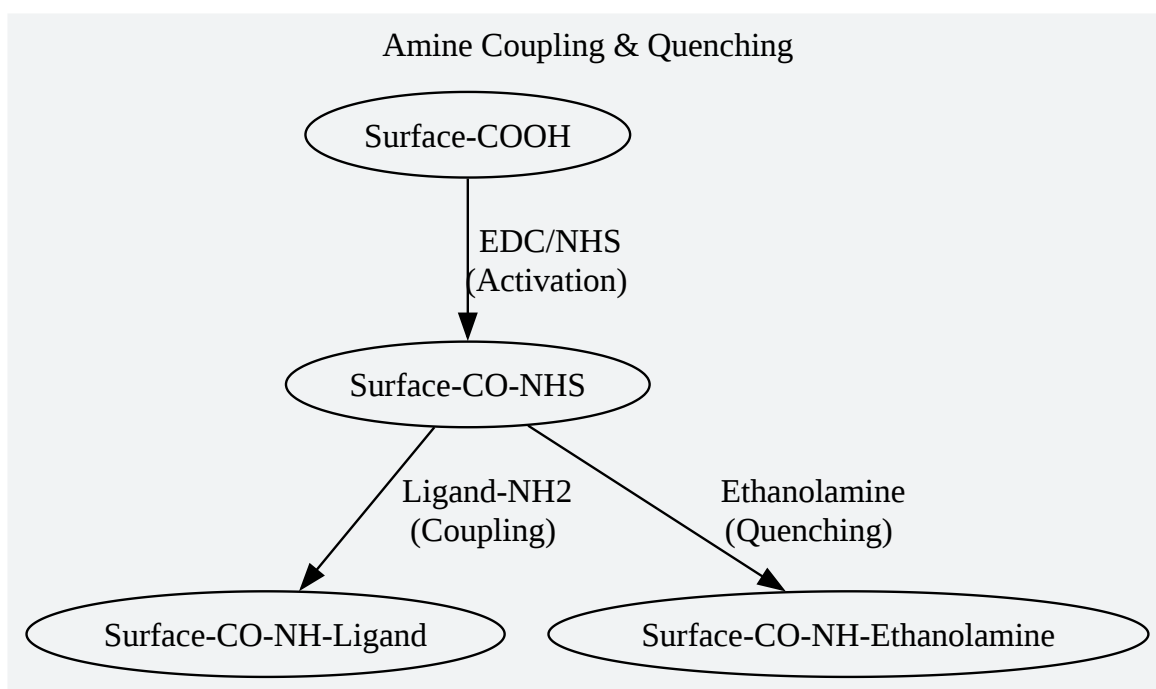 Amine Coupling & Quenching
Surface-COOH
EDC/NHS
(Activation)
Surface-CO-NHS
Ligand-NH2
(Coupling)
Ethanolamine
(Quenching)
Surface-CO-NH-Ligand
Surface-CO-NH-Ethanolamine